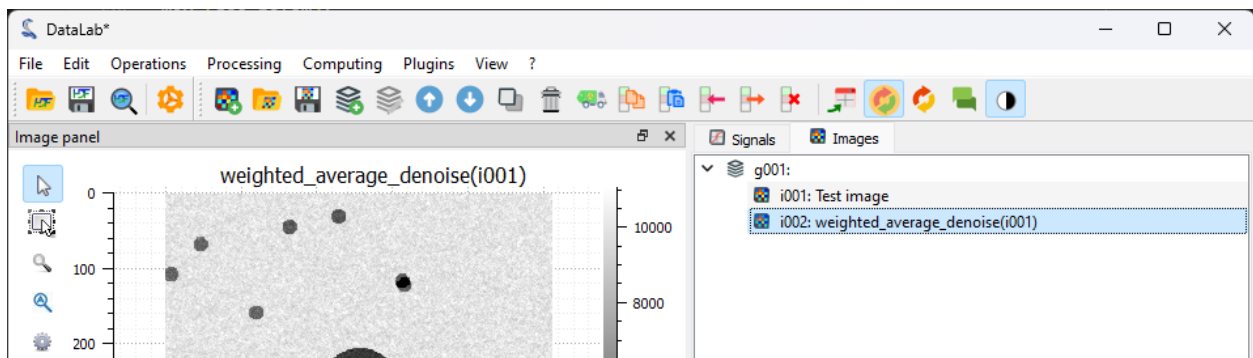 DataLab*
File Edit Operations Processing Computing Plugins View ?
Image panel
Signals Images
weighted_average_denoise(i001)
g001:
i001: Test image
i002: weighted_average_denoise(i001)
0
100
200
10000
8000